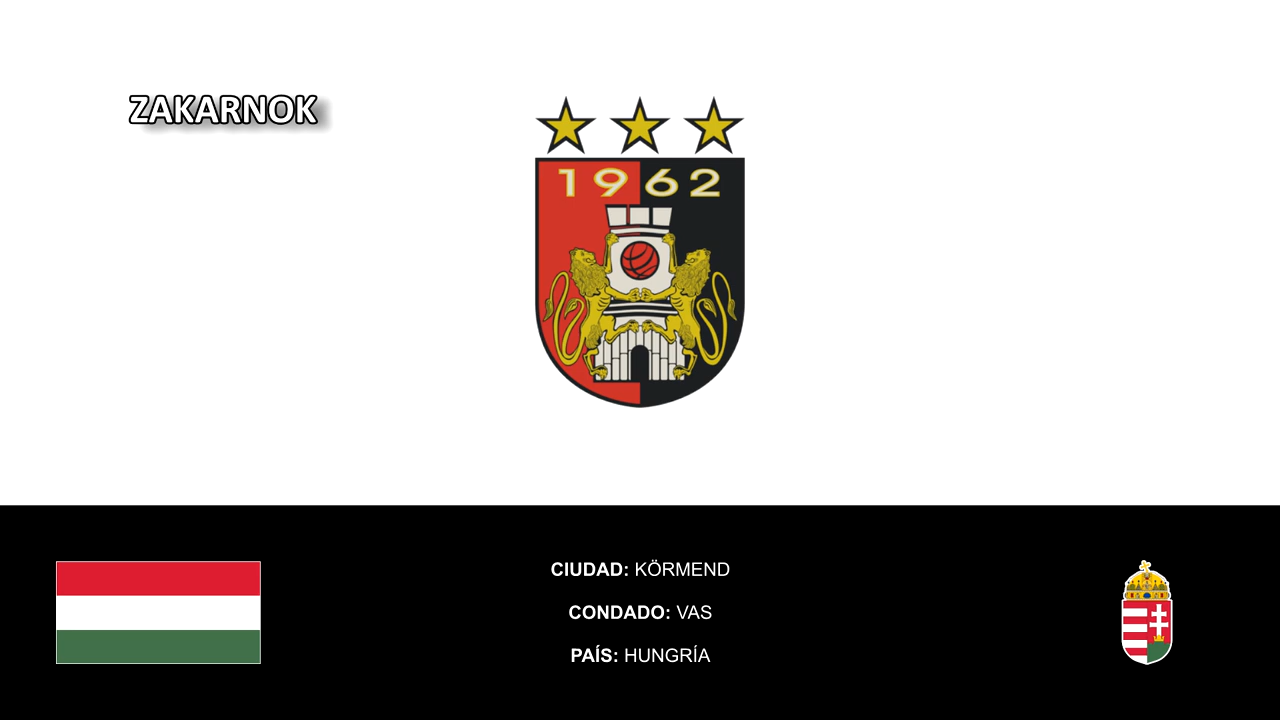 ZAKARNOK
1962
CIUDAD: KÖRMEND
CONDADO: VAS
PAÍS: HUNGRÍA